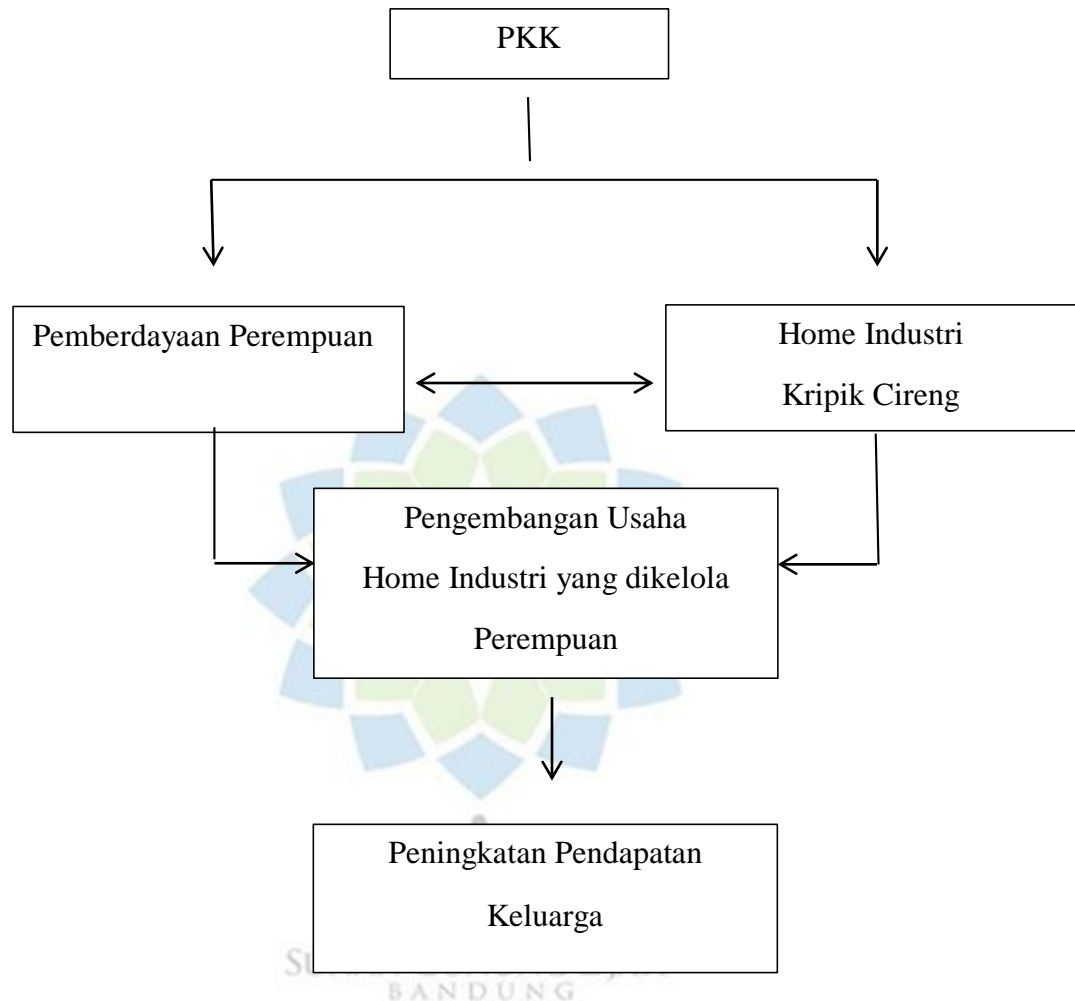 PKK
Pemberdayaan Perempuan
Home Industri
Kripik Cireng
Pengembangan Usaha
Home Industri yang dikelola
Perempuan
Peningkatan Pendapatan
Keluarga
BANDUNG